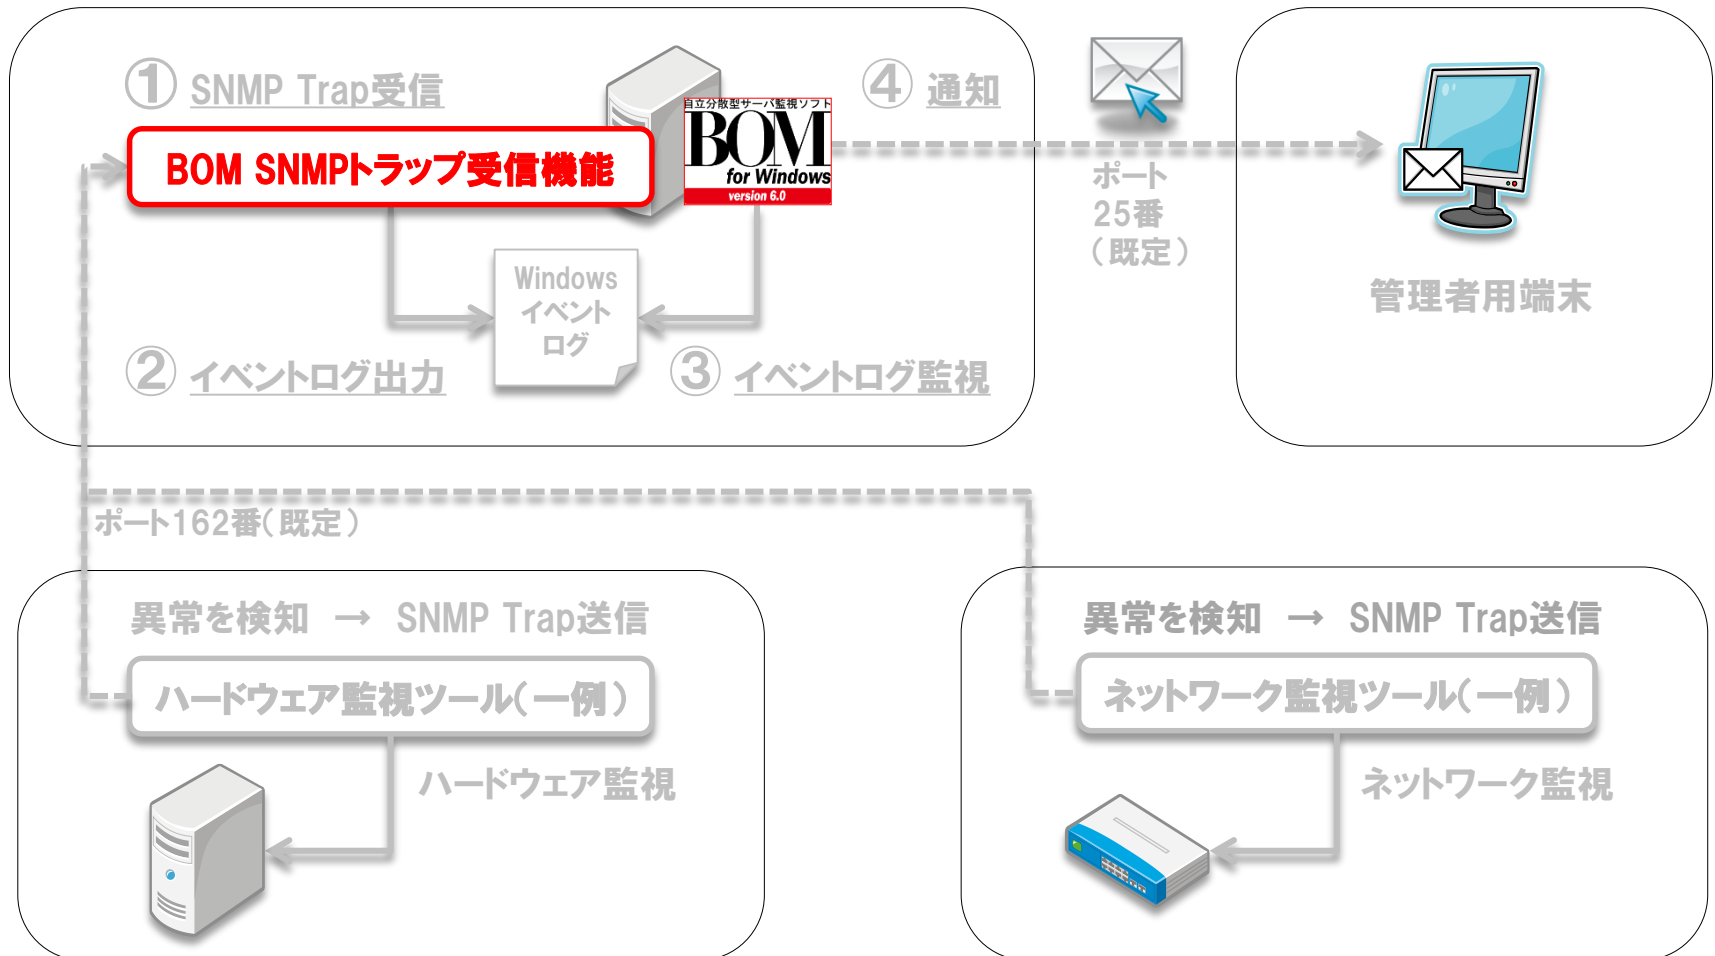 ① SNMP Trap受信
BOM SNMPトラップ受信機能
自立分散型サーバ監視ソフト
BOM
for Windows
version 6.0
④ 通知
ポート
25番
(既定)
管理者用端末
Windows
イベント
ログ
② イベントログ出力
③ イベントログ監視
ポート162番(既定)
異常を検知 → SNMP Trap送信
ハードウェア監視ツール(一例)
ハードウェア監視
異常を検知 → SNMP Trap送信
ネットワーク監視ツール(一例)
ネットワーク監視